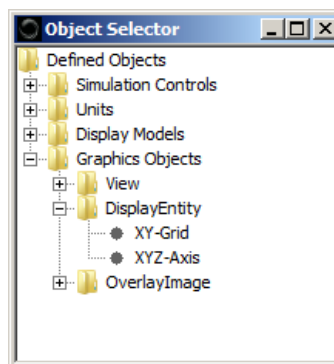 Object Selector
Defined Objects
Simulation Controls
Units
Display Models
Graphics Objects
View
DisplayEntity
XY-Grid
XYZ-Axis
OverlayImage